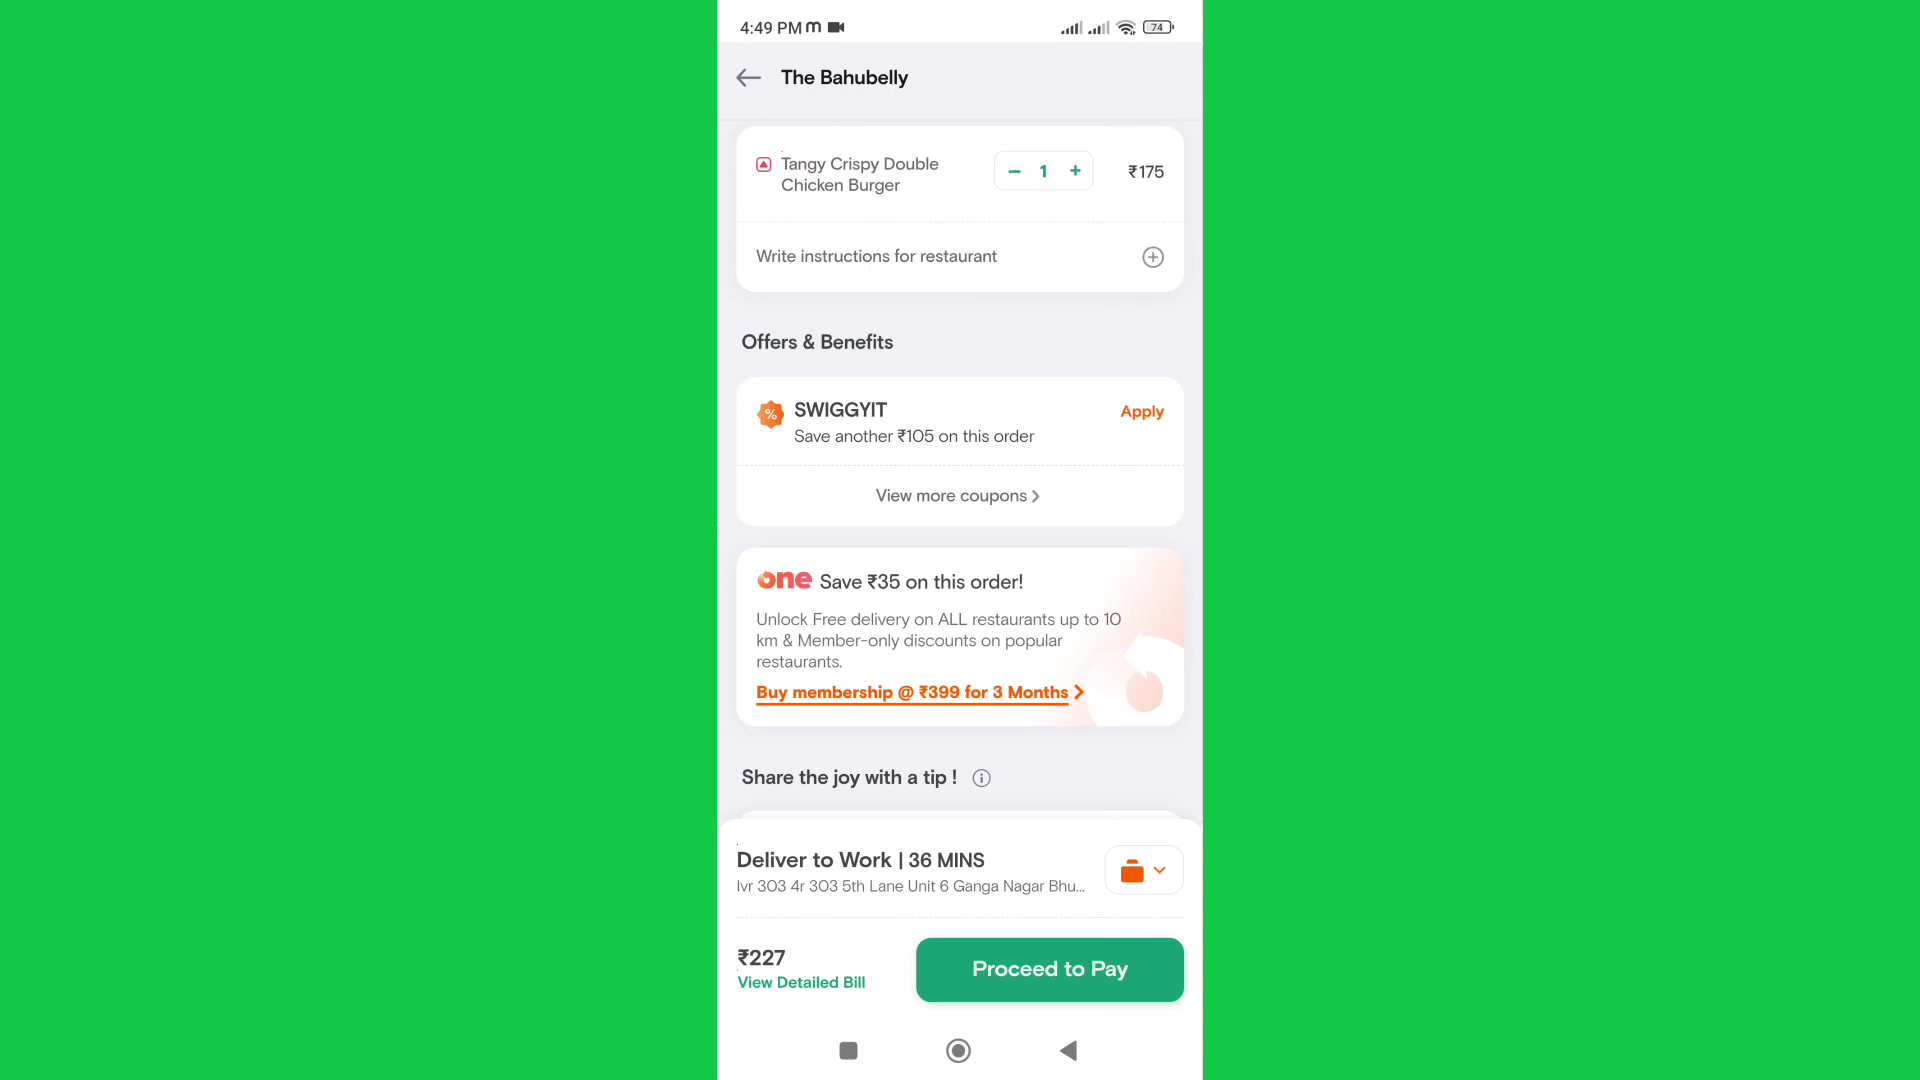 4:49 PM
74
The Bahubelly
Tangy Crispy Double
Chicken Burger
1
₹175
Write instructions for restaurant
Offers & Benefits
%
SWIGGYIT
Apply
Save another ₹105 on this order
View more coupons
one Save ₹35 on this order!
Unlock Free delivery on ALL restaurants up to 10
km & Member-only discounts on popular
restaurants.
Buy membership @ ₹399 for 3 Months
Share the joy with a tip !
Deliver to Work | 36 MINS
Ivr 303 4r 303 5th Lane Unit 6 Ganga Nagar Bhu...
₹227
View Detailed Bill
Proceed to Pay